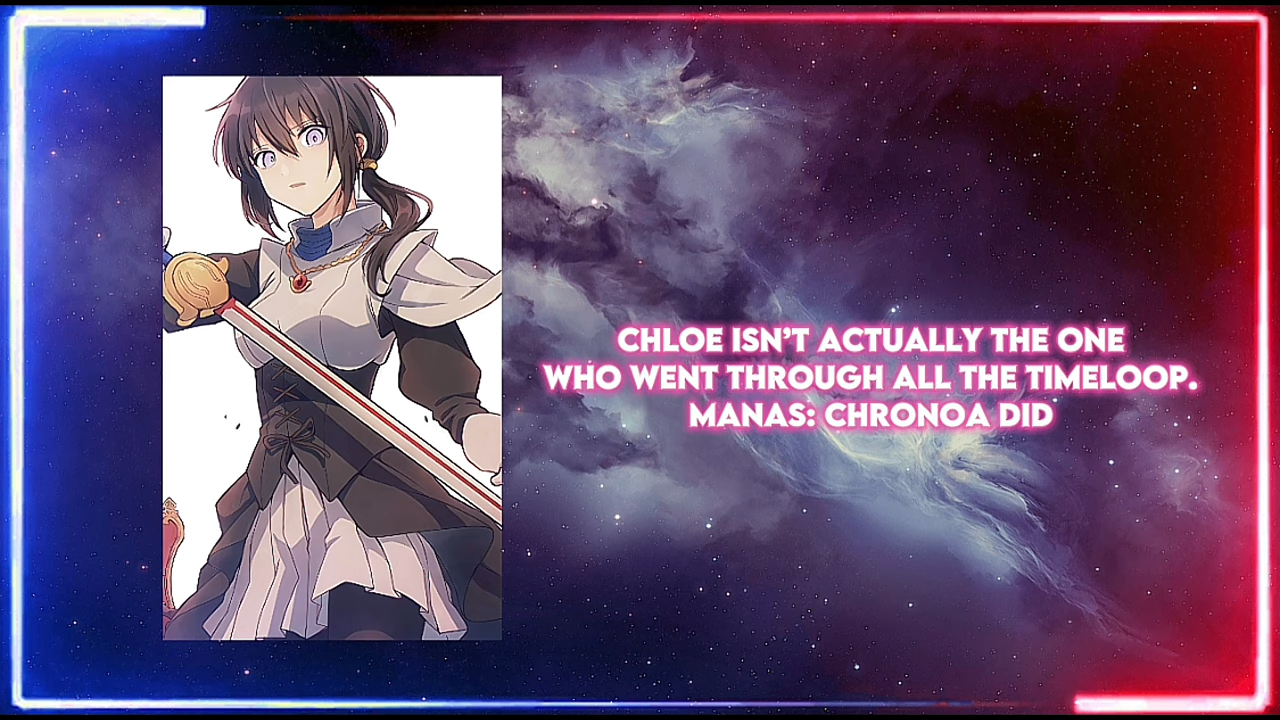 CHLOE ISN'T ACTUALLY THE ONE
WHO WENT THROUGH ALL THE TIMELOOP.
MANAS: CHRONOA DID